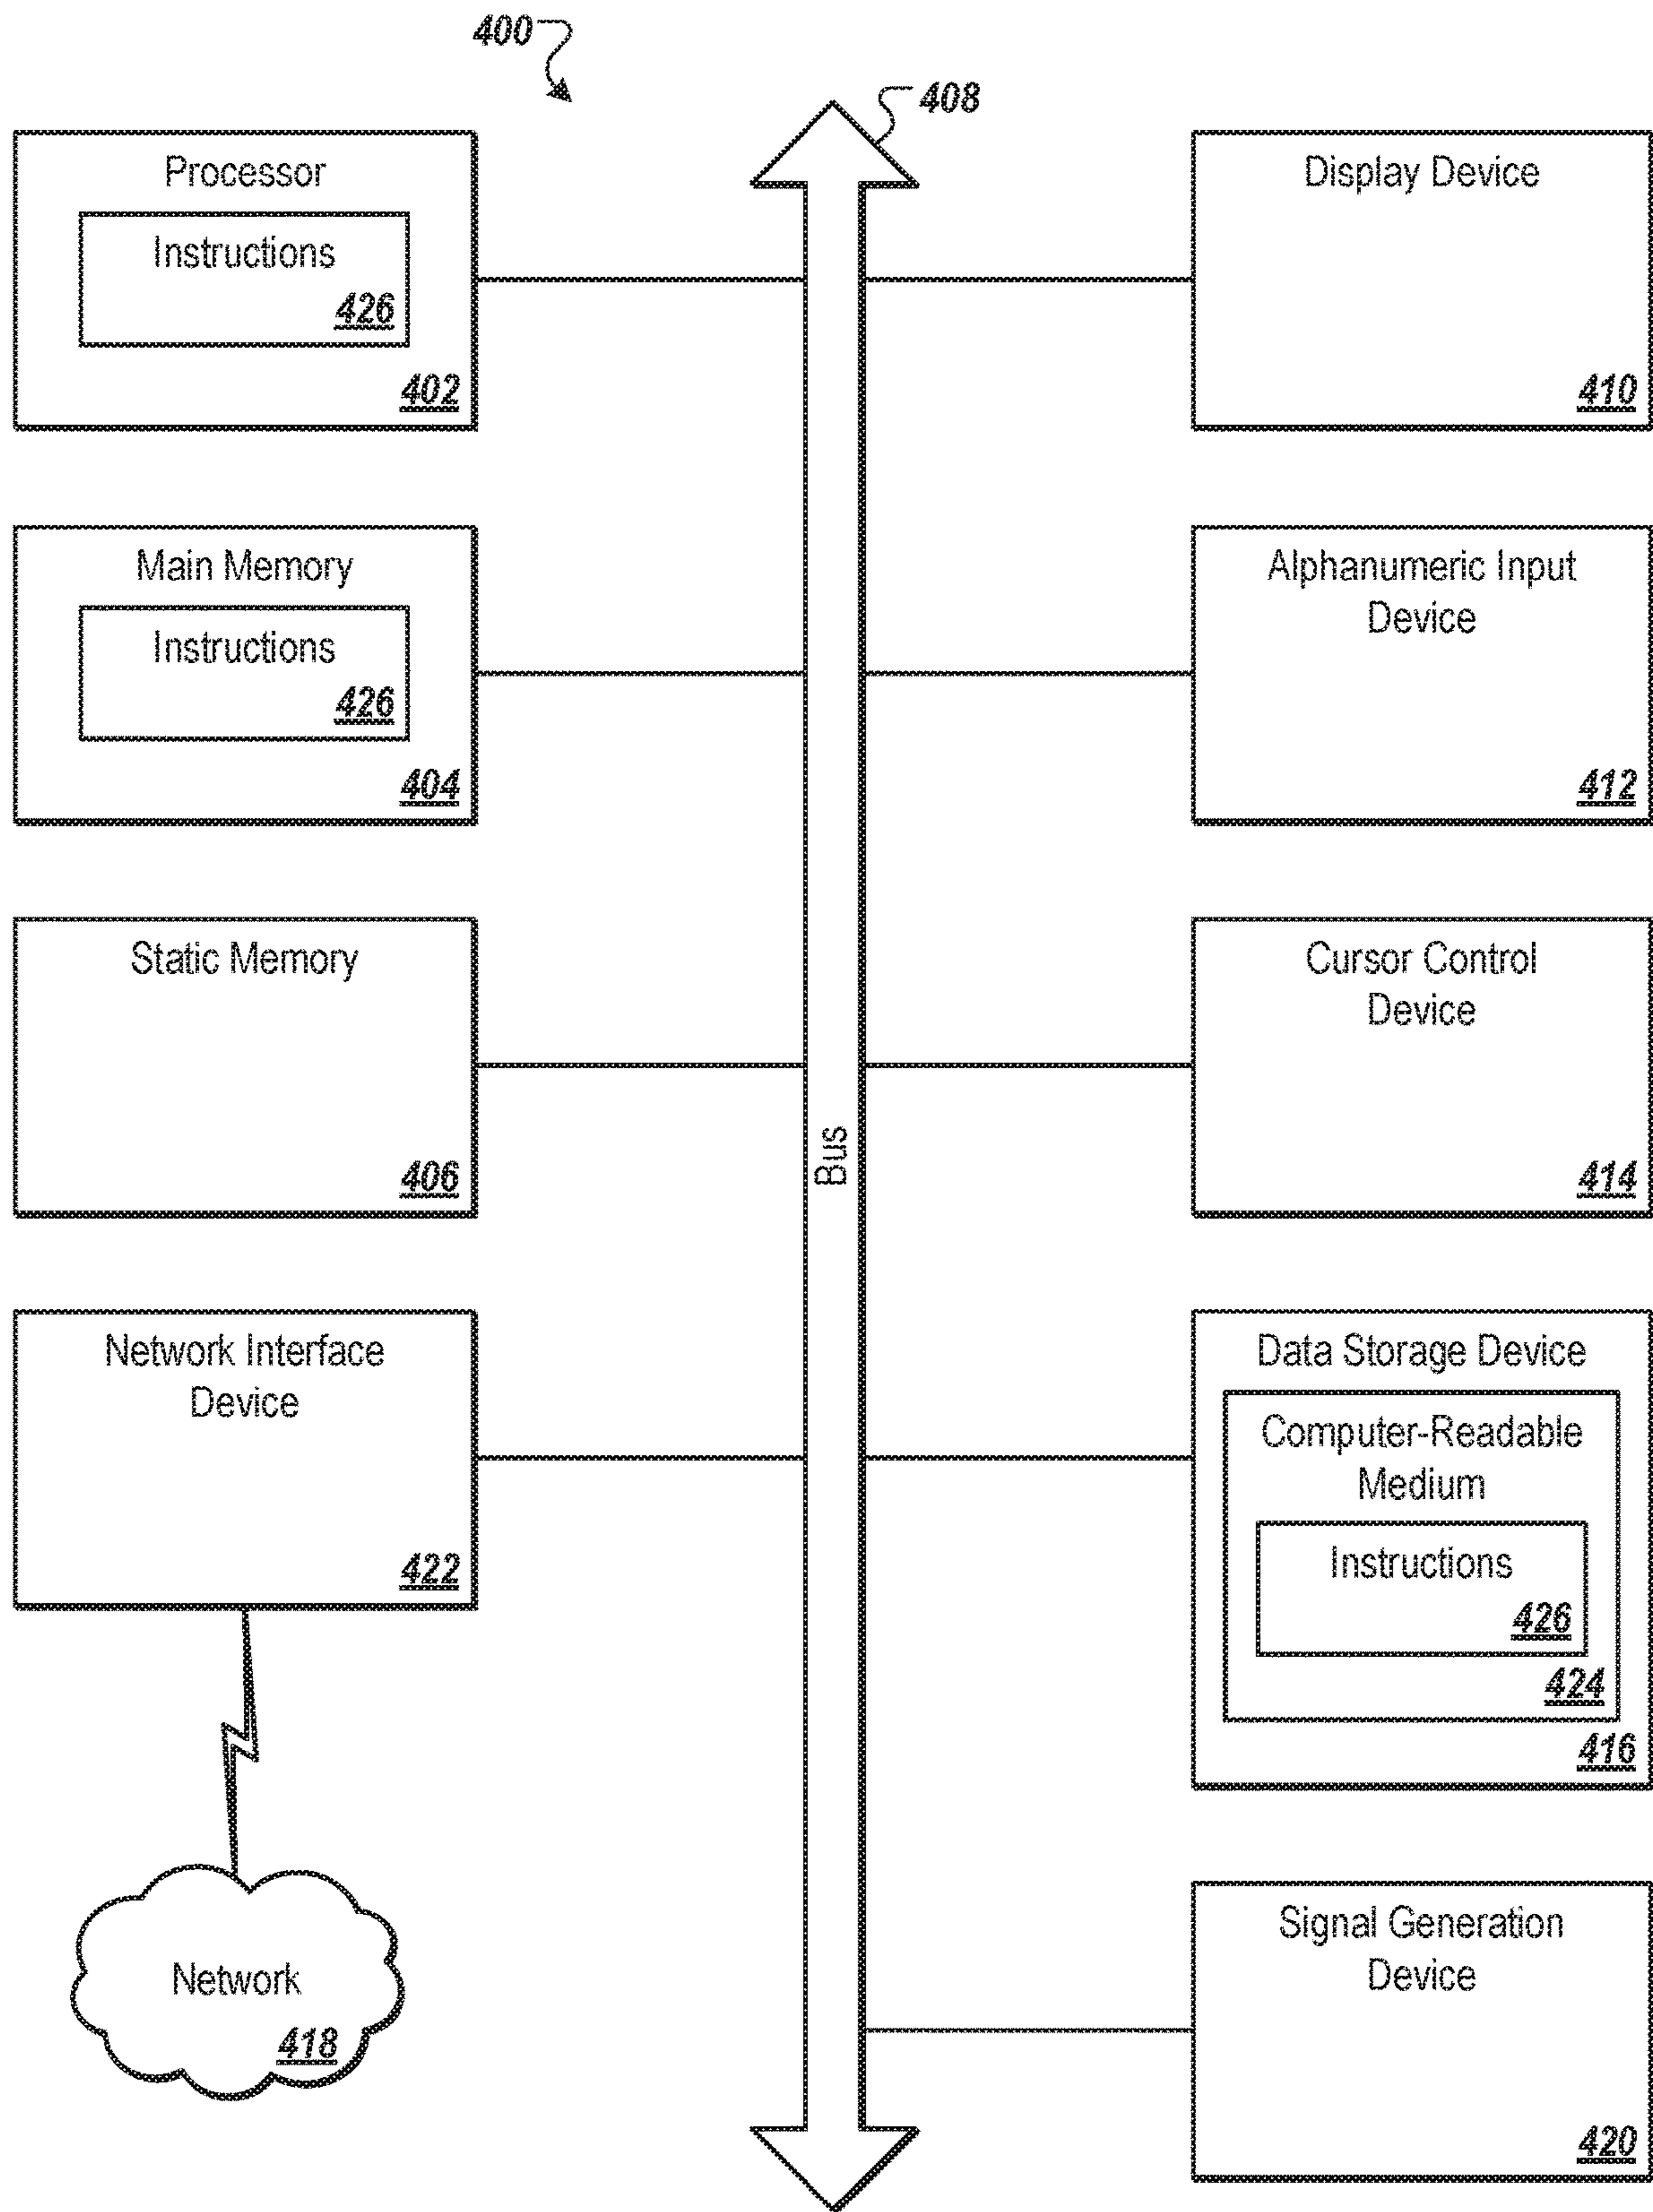 400
408
Processor
Instructions
426
402
Main Memory
Instructions
426
404
Static Memory
406
Network Interface
Device
422
Network
418
Bus
Display Device
410
Alphanumeric Input
Device
412
Cursor Control
Device
414
Data Storage Device
Computer-Readable
Medium
Instructions
426
424
416
Signal Generation
Device
420